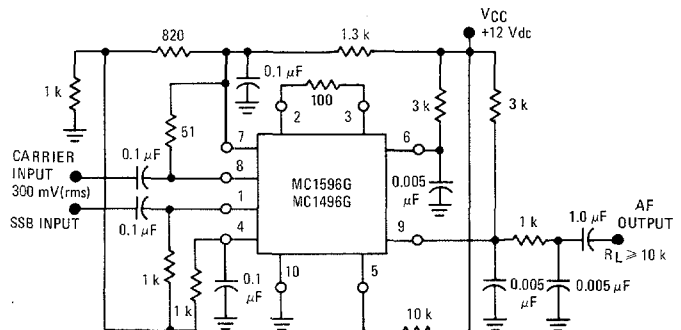 820
1.3 k
VCC
+12 Vdc
1 k
0.1 μF
100
2
3
3 k
3 k
51
7
6
CARRIER
INPUT
300 mV(rms)
0.1 μF
8
MC1596G
MC1496G
0.005
μF
SSB INPUT
0.1 μF
1
4
9
1 k
1.0 μF
AF
OUTPUT
RL ⩾ 10 k
1 k
1 k
0.1
μF
10
5
10 k
0.005
μF
0.005 μF